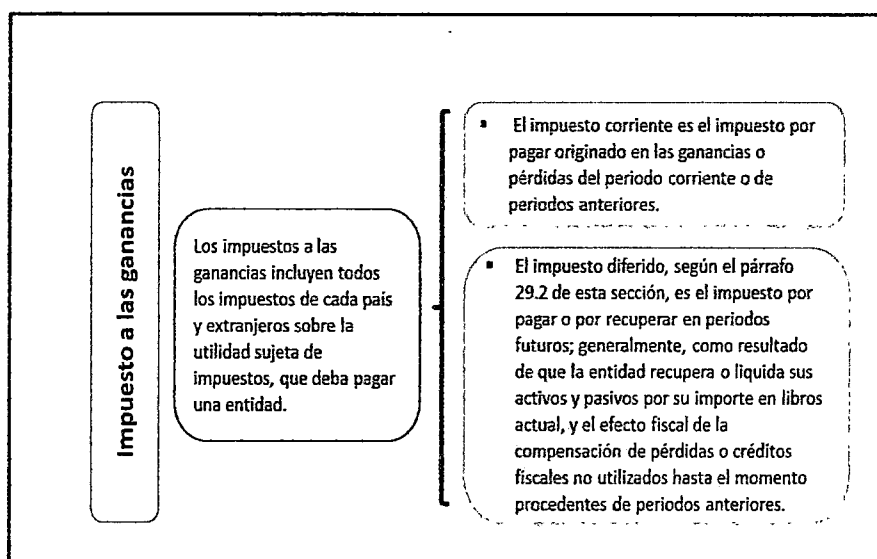 Impuesto a las ganancias
Los impuestos a las
ganancias incluyen todos
los impuestos de cada país
y extranjeros sobre la
utilidad sujeta de
impuestos, que deba pagar
una entidad.
▪ El impuesto corriente es el impuesto por
pagar originado en las ganancias o
pérdidas del periodo corriente o de
periodos anteriores.
▪ El impuesto diferido, según el párrafo
29.2 de esta sección, es el impuesto por
pagar o por recuperar en periodos
futuros; generalmente, como resultado
de que la entidad recupera o liquida sus
activos y pasivos por su importe en libros
actual, y el efecto fiscal de la
compensación de pérdidas o créditos
fiscales no utilizados hasta el momento
procedentes de periodos anteriores.